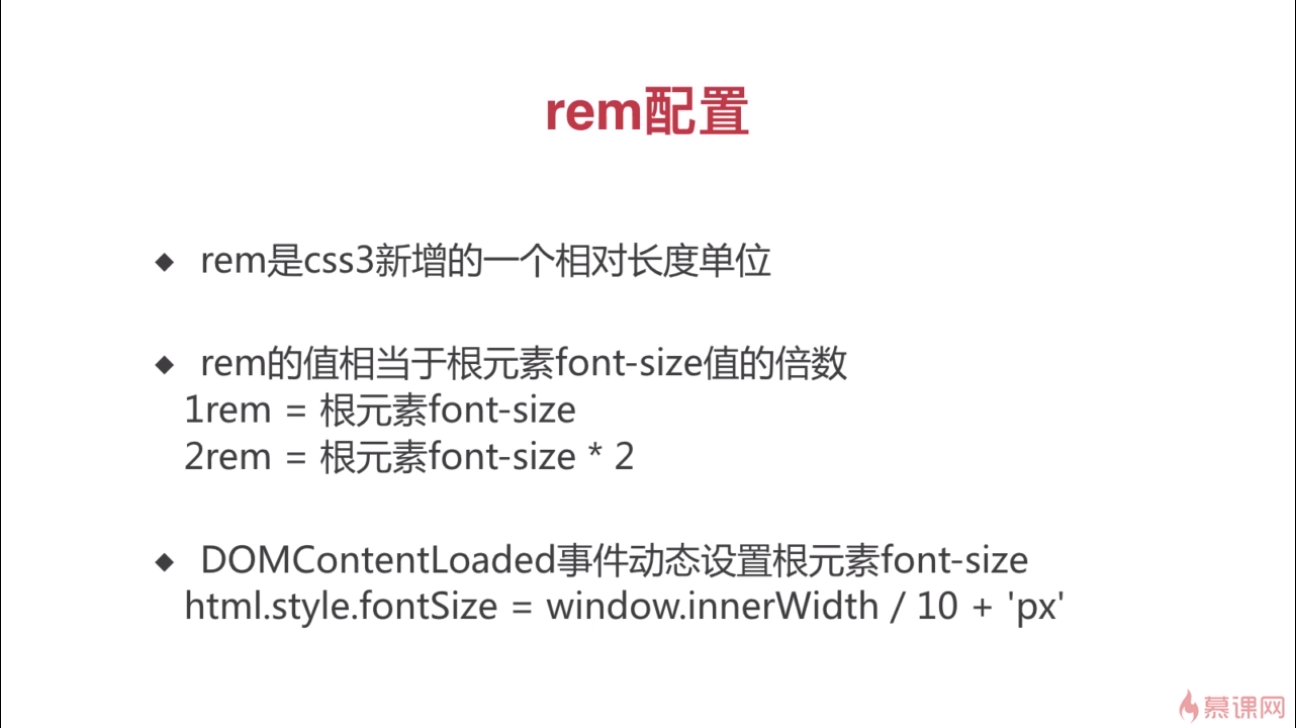 rem配置
◆ rem是css3新增的一个相对长度单位
◆ rem的值相当于根元素font-size值的倍数
1rem = 根元素font-size
2rem = 根元素font-size * 2
◆ DOMContentLoaded事件动态设置根元素font-size
html.style.fontSize = window.innerWidth / 10 + 'px'
慕课网